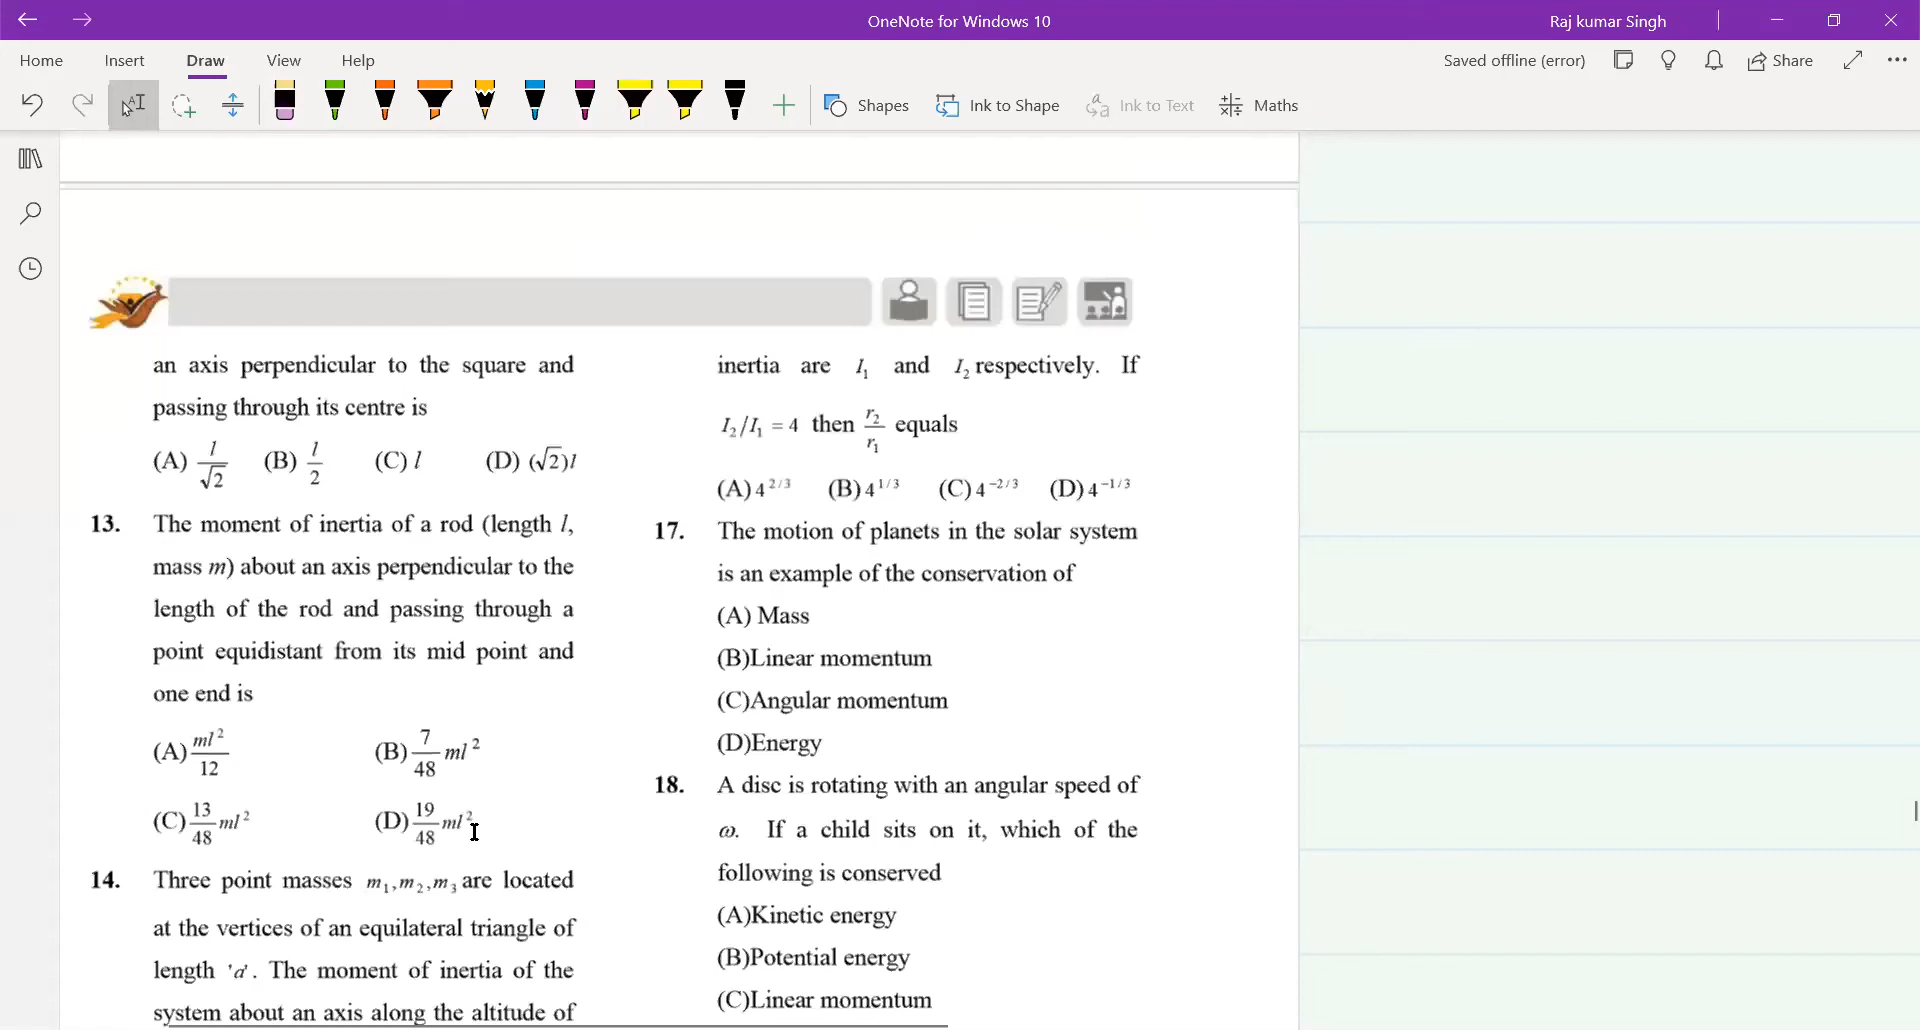 OneNote for Windows 10
Raj kumar Singh
Home Insert Draw View Help
Saved offline (error) Share
Shapes Ink to Shape Ink to Text Maths
an axis perpendicular to the square and
passing through its centre is
(A) l/√2 (B) l/2 (C) l (D) (√2)l
13. The moment of inertia of a rod (length l,
mass m) about an axis perpendicular to the
length of the rod and passing through a
point equidistant from its mid point and
one end is
(A) ml²/12 (B) 7/48 ml²
(C) 13/48 ml² (D) 19/48 ml²
14. Three point masses m₁,m₂,m₃ are located
at the vertices of an equilateral triangle of
length 'a'. The moment of inertia of the
system about an axis along the altitude of
inertia are I₁ and I₂ respectively. If
I₂/I₁ = 4 then r₂/r₁ equals
(A) 4^2/3 (B) 4^1/3 (C) 4^−2/3 (D) 4^−1/3
17. The motion of planets in the solar system
is an example of the conservation of
(A) Mass
(B)Linear momentum
(C)Angular momentum
(D)Energy
18. A disc is rotating with an angular speed of
ω. If a child sits on it, which of the
following is conserved
(A)Kinetic energy
(B)Potential energy
(C)Linear momentum